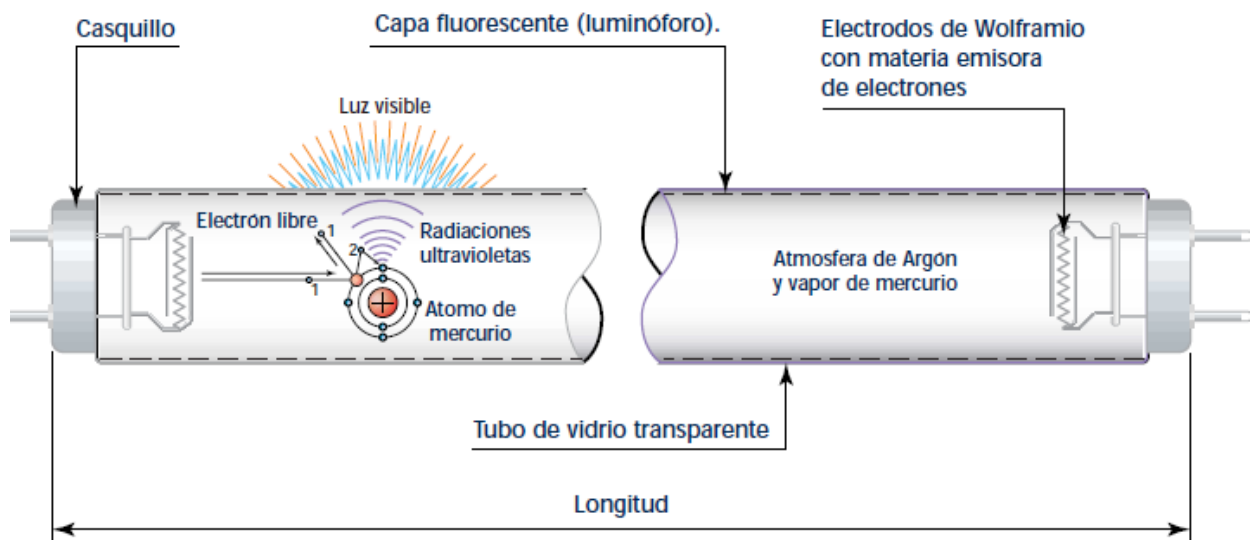 Casquillo
Capa fluorescente (luminóforo).
Electrodos de Wolframio
con materia emisora
de electrones
Luz visible
Electrón libre
1
2
1
Radiaciones
ultravioletas
Atomo de
mercurio
+
Atmosfera de Argón
y vapor de mercurio
Tubo de vidrio transparente
Longitud